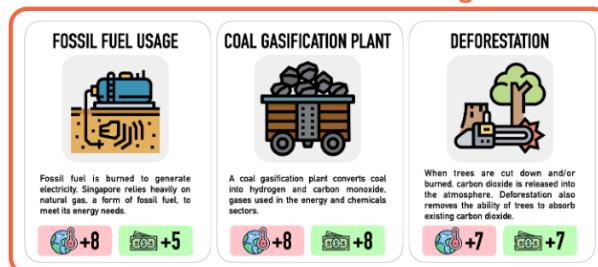 FOSSIL FUEL USAGE
Fossil fuel is burned to generate
electricity. Singapore relies heavily on
natural gas, a form of fossil fuel, to
meet its energy needs.
+8 +5
COAL GASIFICATION PLANT
A coal gasification plant converts coal
into hydrogen and carbon monoxide,
gases used in the energy and chemicals
sectors.
+8 +8
DEFORESTATION
When trees are cut down and/or
burned, carbon dioxide is released into
the atmosphere. Deforestation also
removes the ability of trees to absorb
existing carbon dioxide.
+7 +7